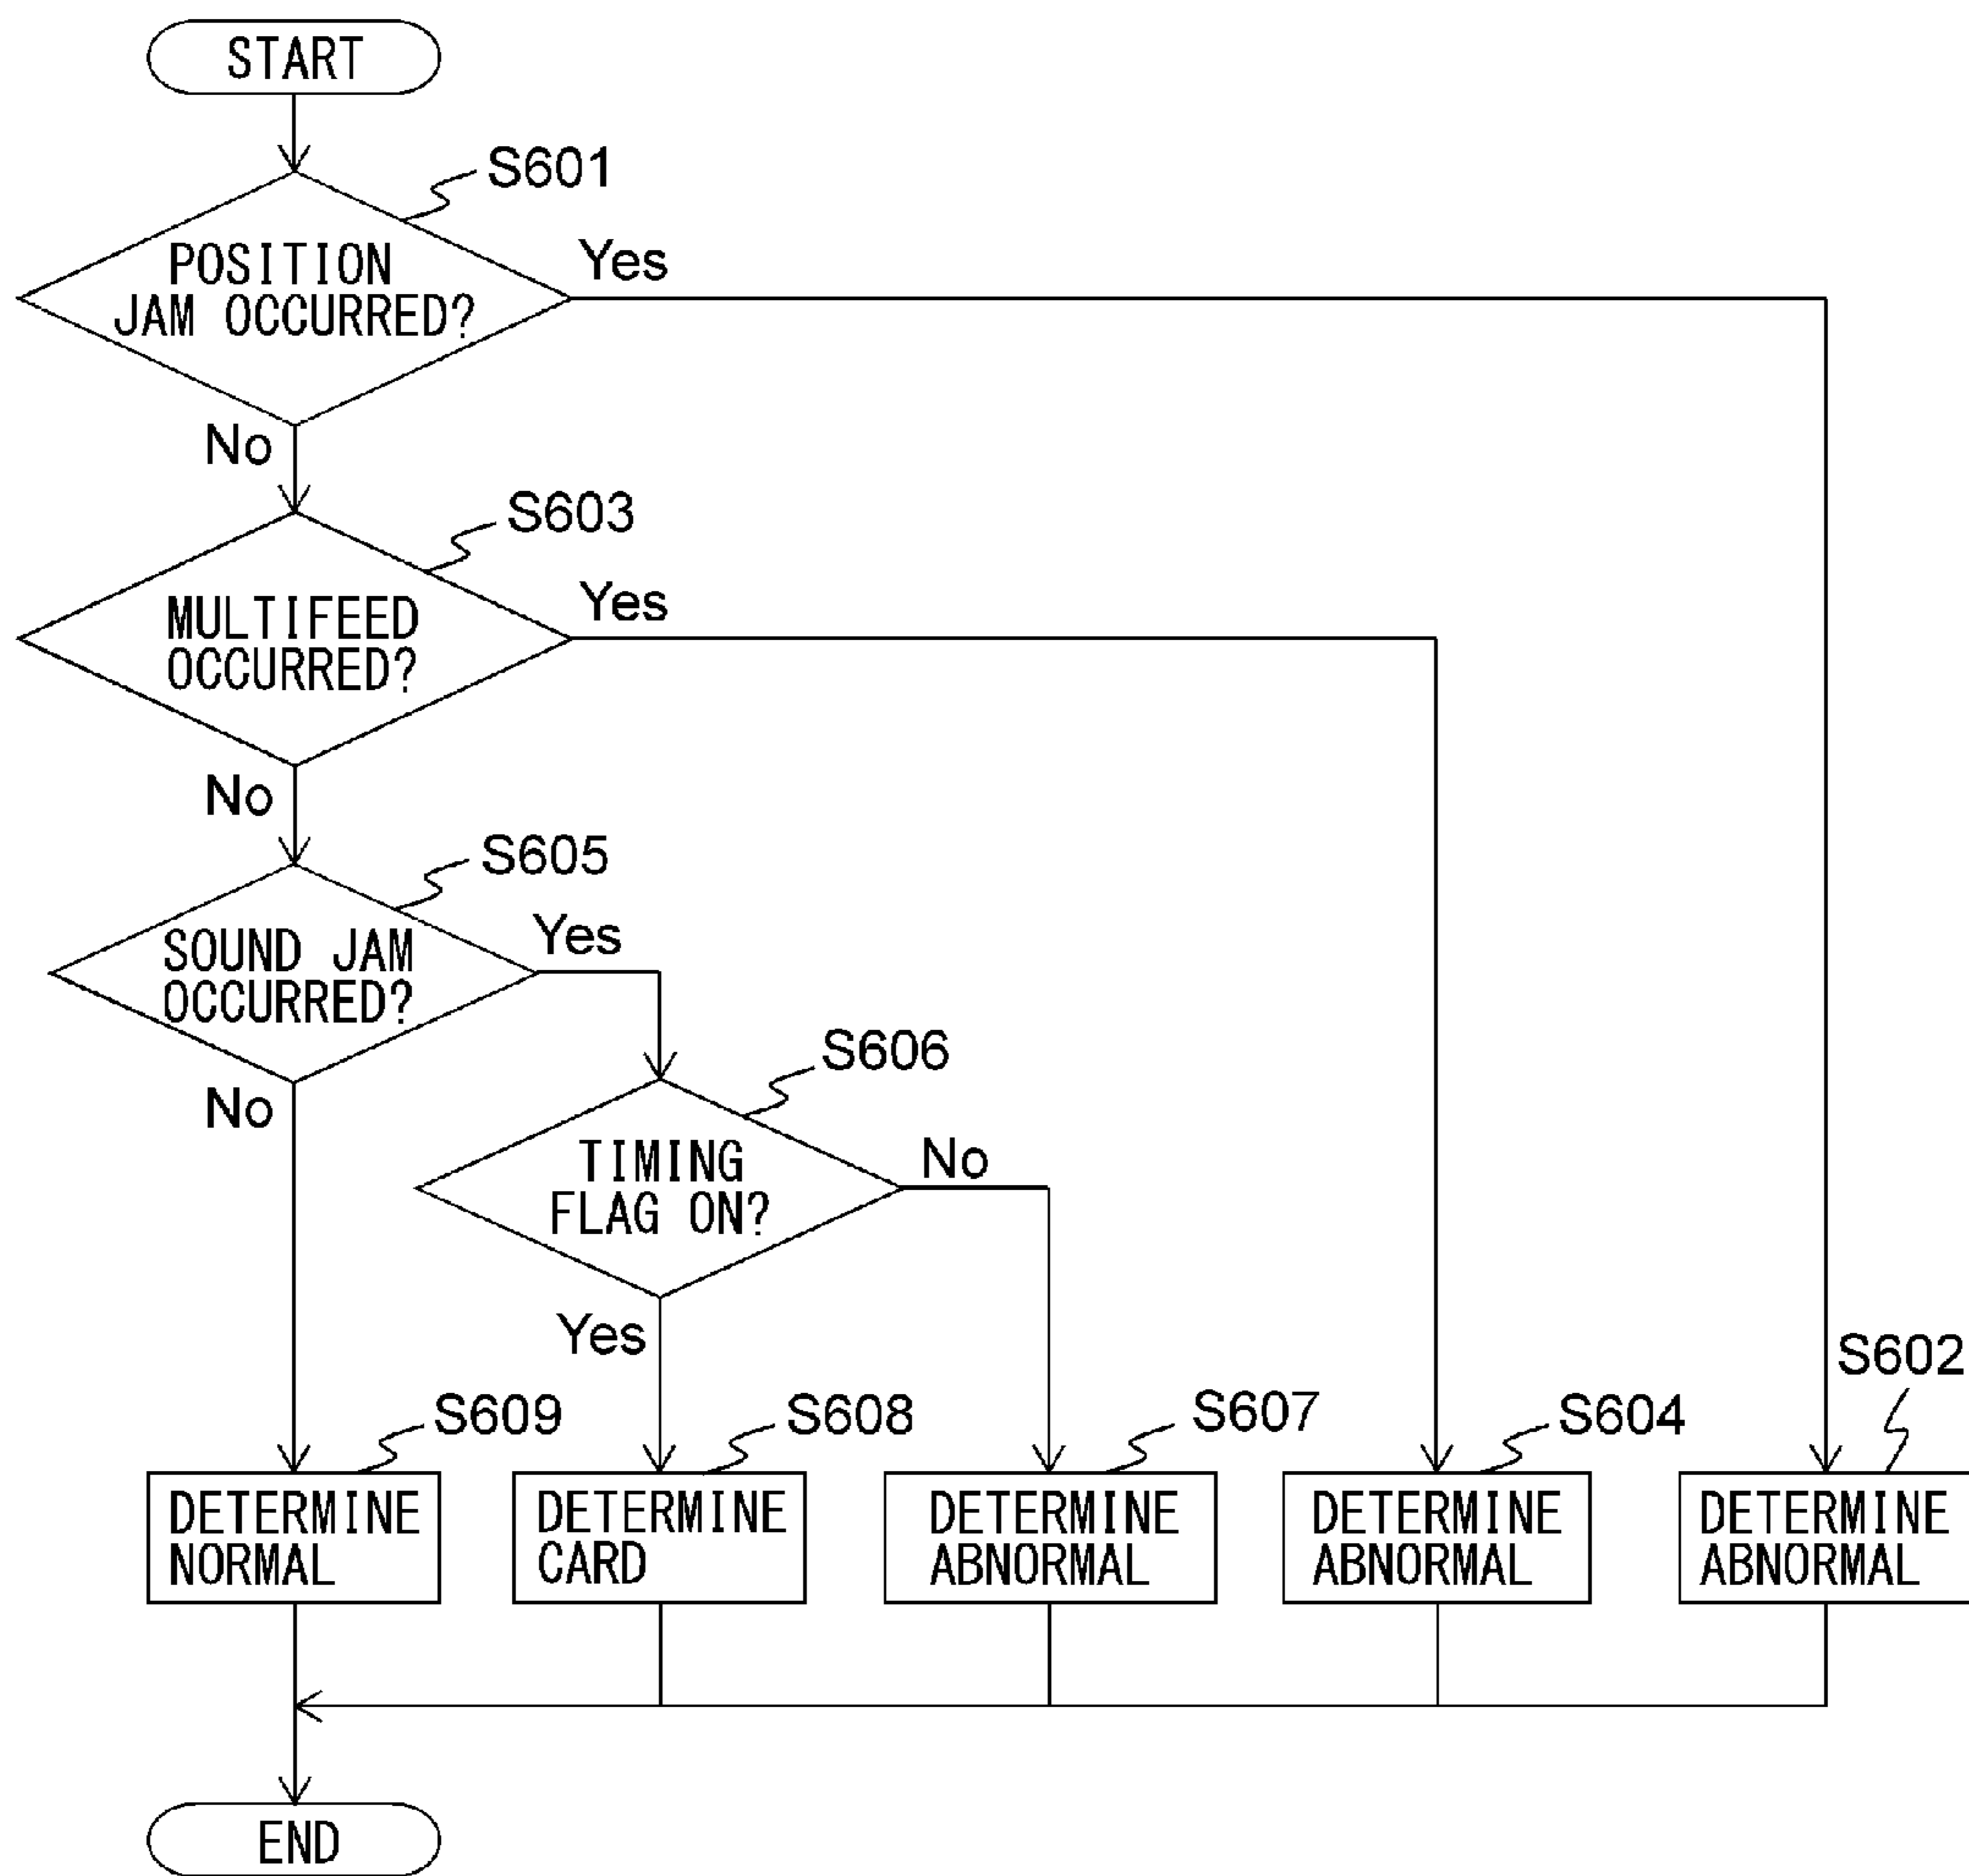 START
S601
POSITION
JAM OCCURRED?
Yes
No
S603
MULTIFEED
OCCURRED?
Yes
No
S605
SOUND JAM
OCCURRED?
Yes
No
S606
TIMING
FLAG ON?
No
Yes
S609
DETERMINE
NORMAL
S608
DETERMINE
CARD
S607
DETERMINE
ABNORMAL
S604
DETERMINE
ABNORMAL
S602
DETERMINE
ABNORMAL
END